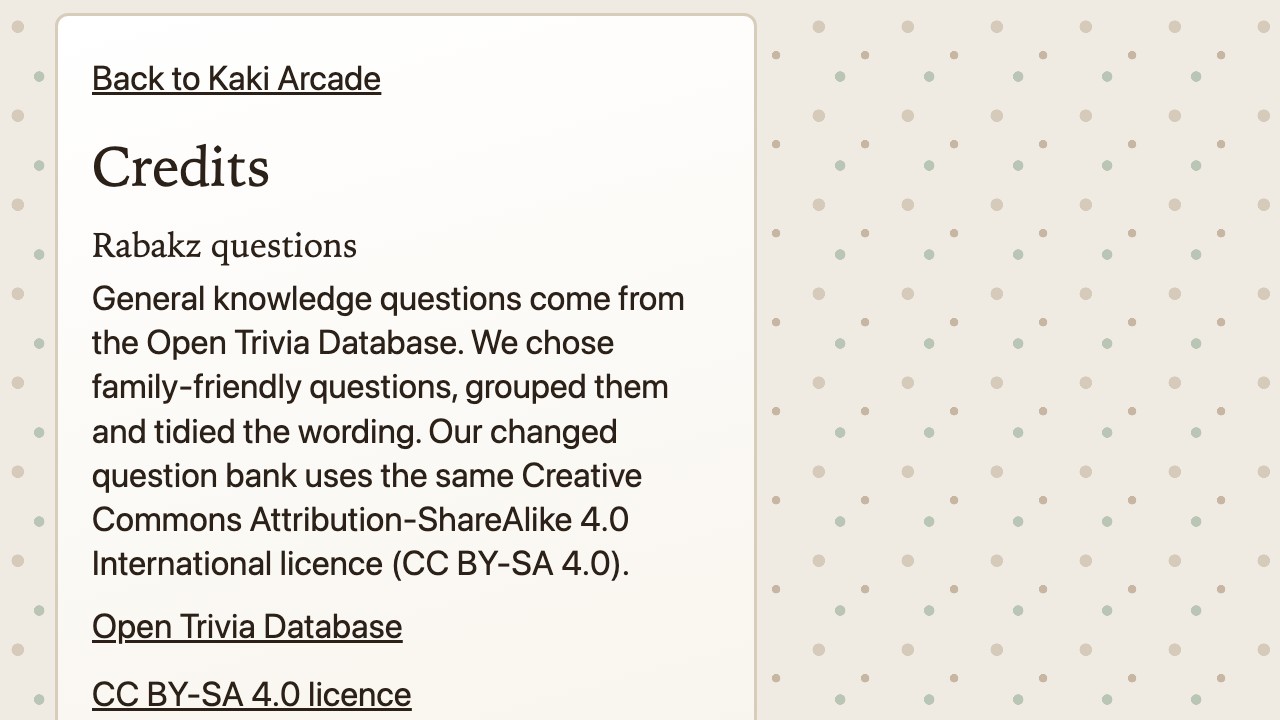 Back to Kaki Arcade
Credits
Rabakz questions
General knowledge questions come from
the Open Trivia Database. We chose
family-friendly questions, grouped them
and tidied the wording. Our changed
question bank uses the same Creative
Commons Attribution-ShareAlike 4.0
International licence (CC BY-SA 4.0).
Open Trivia Database
CC BY-SA 4.0 licence